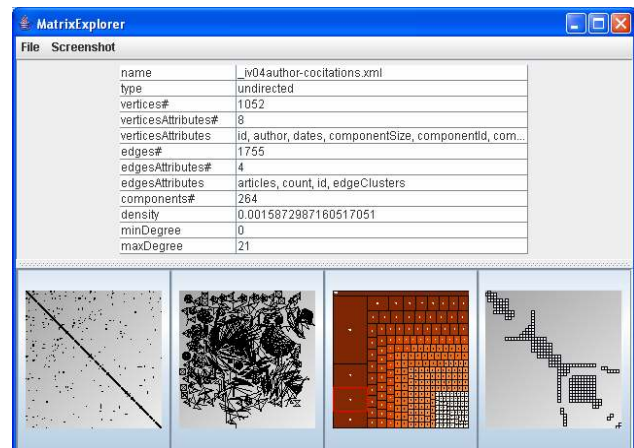 MatrixExplorer
File Screenshot
name _iv04author-cocitations.xml
type undirected
vertices# 1052
verticesAttributes# 8
verticesAttributes id, author, dates, componentSize, componentId, com...
edges# 1755
edgesAttributes# 4
edgesAttributes articles, count, id, edgeClusters
components# 264
density 0.0015872987160517051
minDegree 0
maxDegree 21